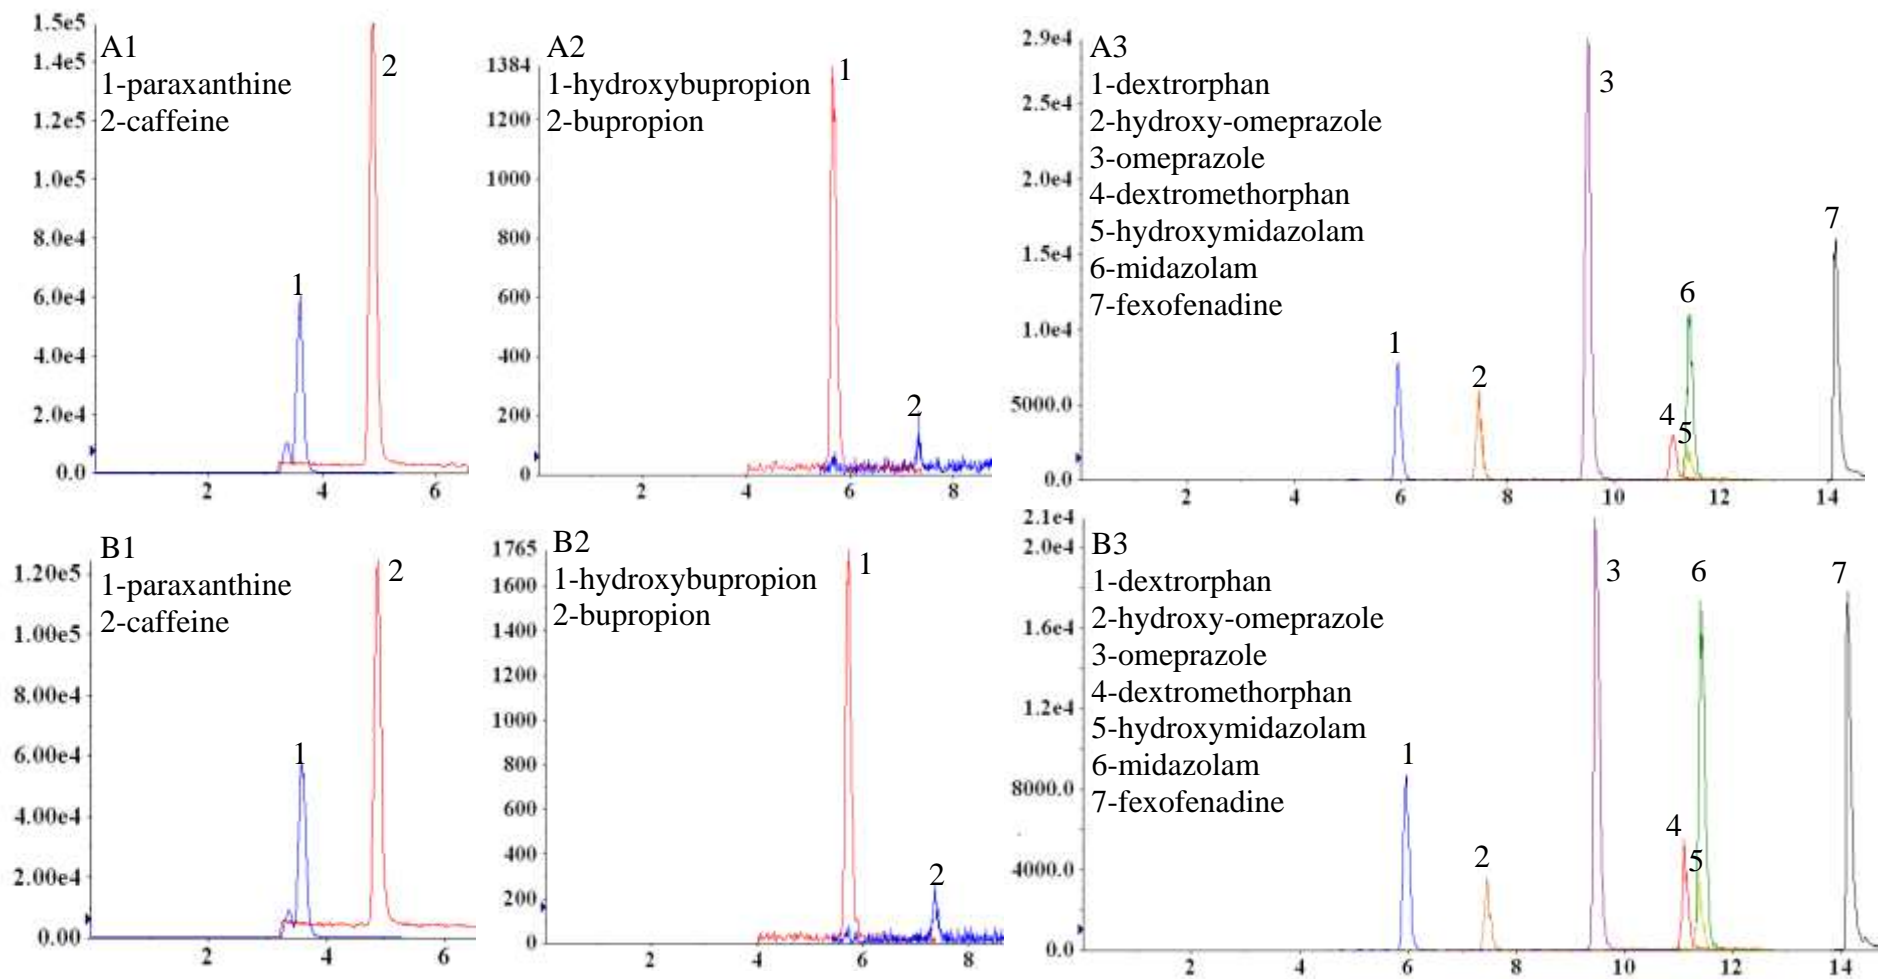 A1
1-paraxanthine
2-caffeine
1.5e5
1.4e5
1.2e5
1.0e5
8.0e4
6.0e4
4.0e4
2.0e4
0.0
1
2
2 4 6
A2
1-hydroxybupropion
2-bupropion
1384
1200
1000
800
600
400
200
0
1
2
2 4 6 8
A3
1-dextrorphan
2-hydroxy-omeprazole
3-omeprazole
4-dextromethorphan
5-hydroxymidazolam
6-midazolam
7-fexofenadine
2.9e4
2.5e4
2.0e4
1.5e4
1.0e4
5000.0
0.0
1
2
3
4
5
6
7
2 4 6 8 10 12 14
B1
1-paraxanthine
2-caffeine
1.20e5
1.00e5
8.00e4
6.00e4
4.00e4
2.00e4
0.00
1
2
2 4 6
B2
1-hydroxybupropion
2-bupropion
1765
1600
1400
1200
1000
800
600
400
200
0
1
2
2 4 6 8
B3
1-dextrorphan
2-hydroxy-omeprazole
3-omeprazole
4-dextromethorphan
5-hydroxymidazolam
6-midazolam
7-fexofenadine
2.1e4
2.0e4
1.6e4
1.2e4
8000.0
4000.0
0.0
1
2
3
4
5
6
7
2 4 6 8 10 12 14